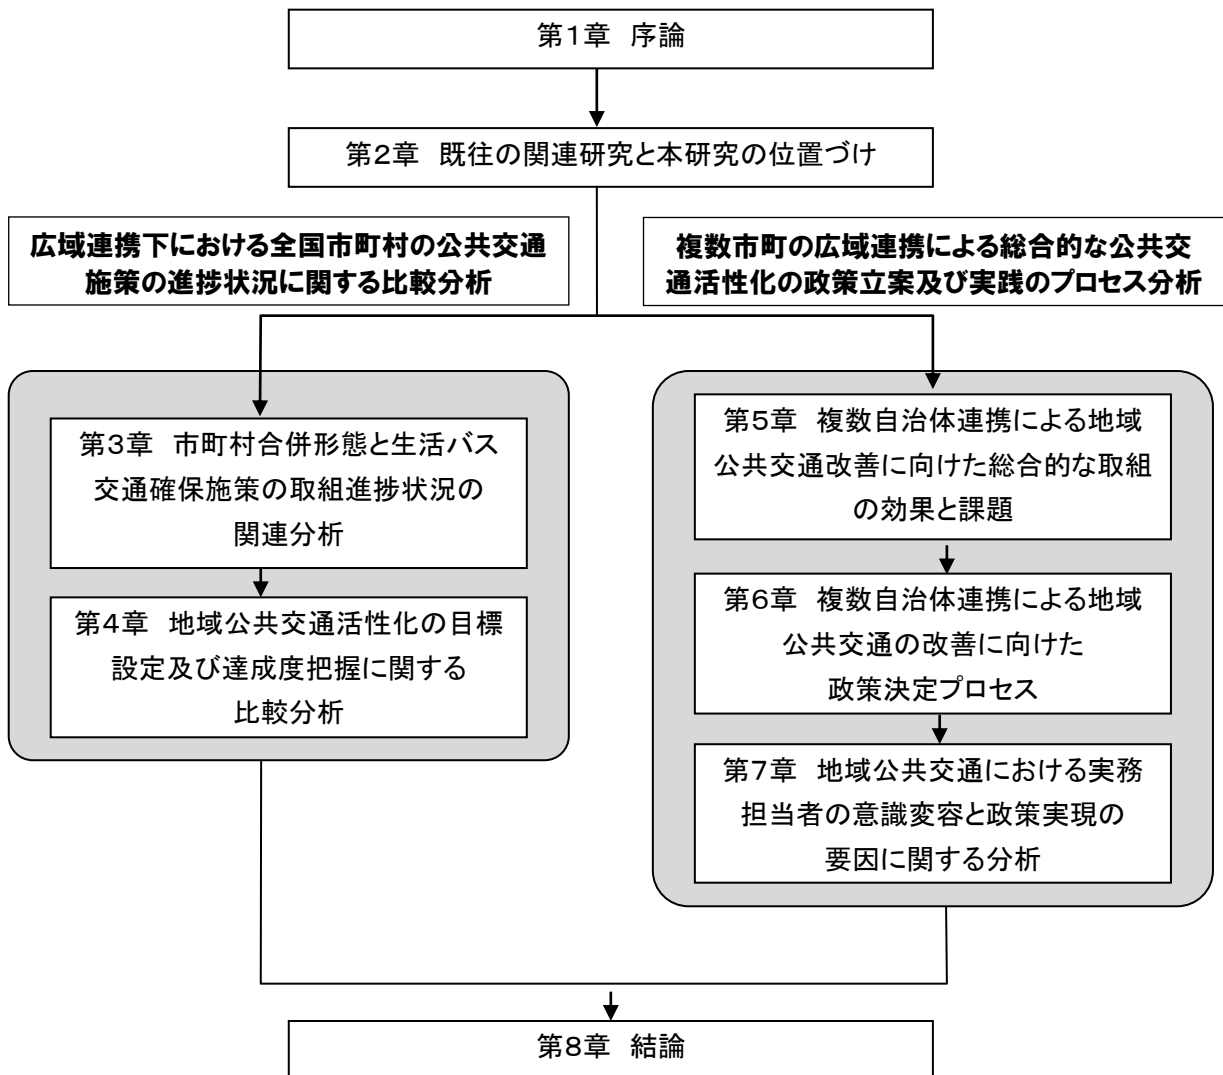 第1章 序論
第2章 既往の関連研究と本研究の位置づけ
広域連携下における全国市町村の公共交通
施策の進捗状況に関する比較分析
複数市町の広域連携による総合的な公共交
通活性化の政策立案及び実践のプロセス分析
第3章 市町村合併形態と生活バス
交通確保施策の取組進捗状況の
関連分析
第4章 地域公共交通活性化の目標
設定及び達成度把握に関する
比較分析
第5章 複数自治体連携による地域
公共交通改善に向けた総合的な取組
の効果と課題
第6章 複数自治体連携による地域
公共交通の改善に向けた
政策決定プロセス
第7章 地域公共交通における実務
担当者の意識変容と政策実現の
要因に関する分析
第8章 結論